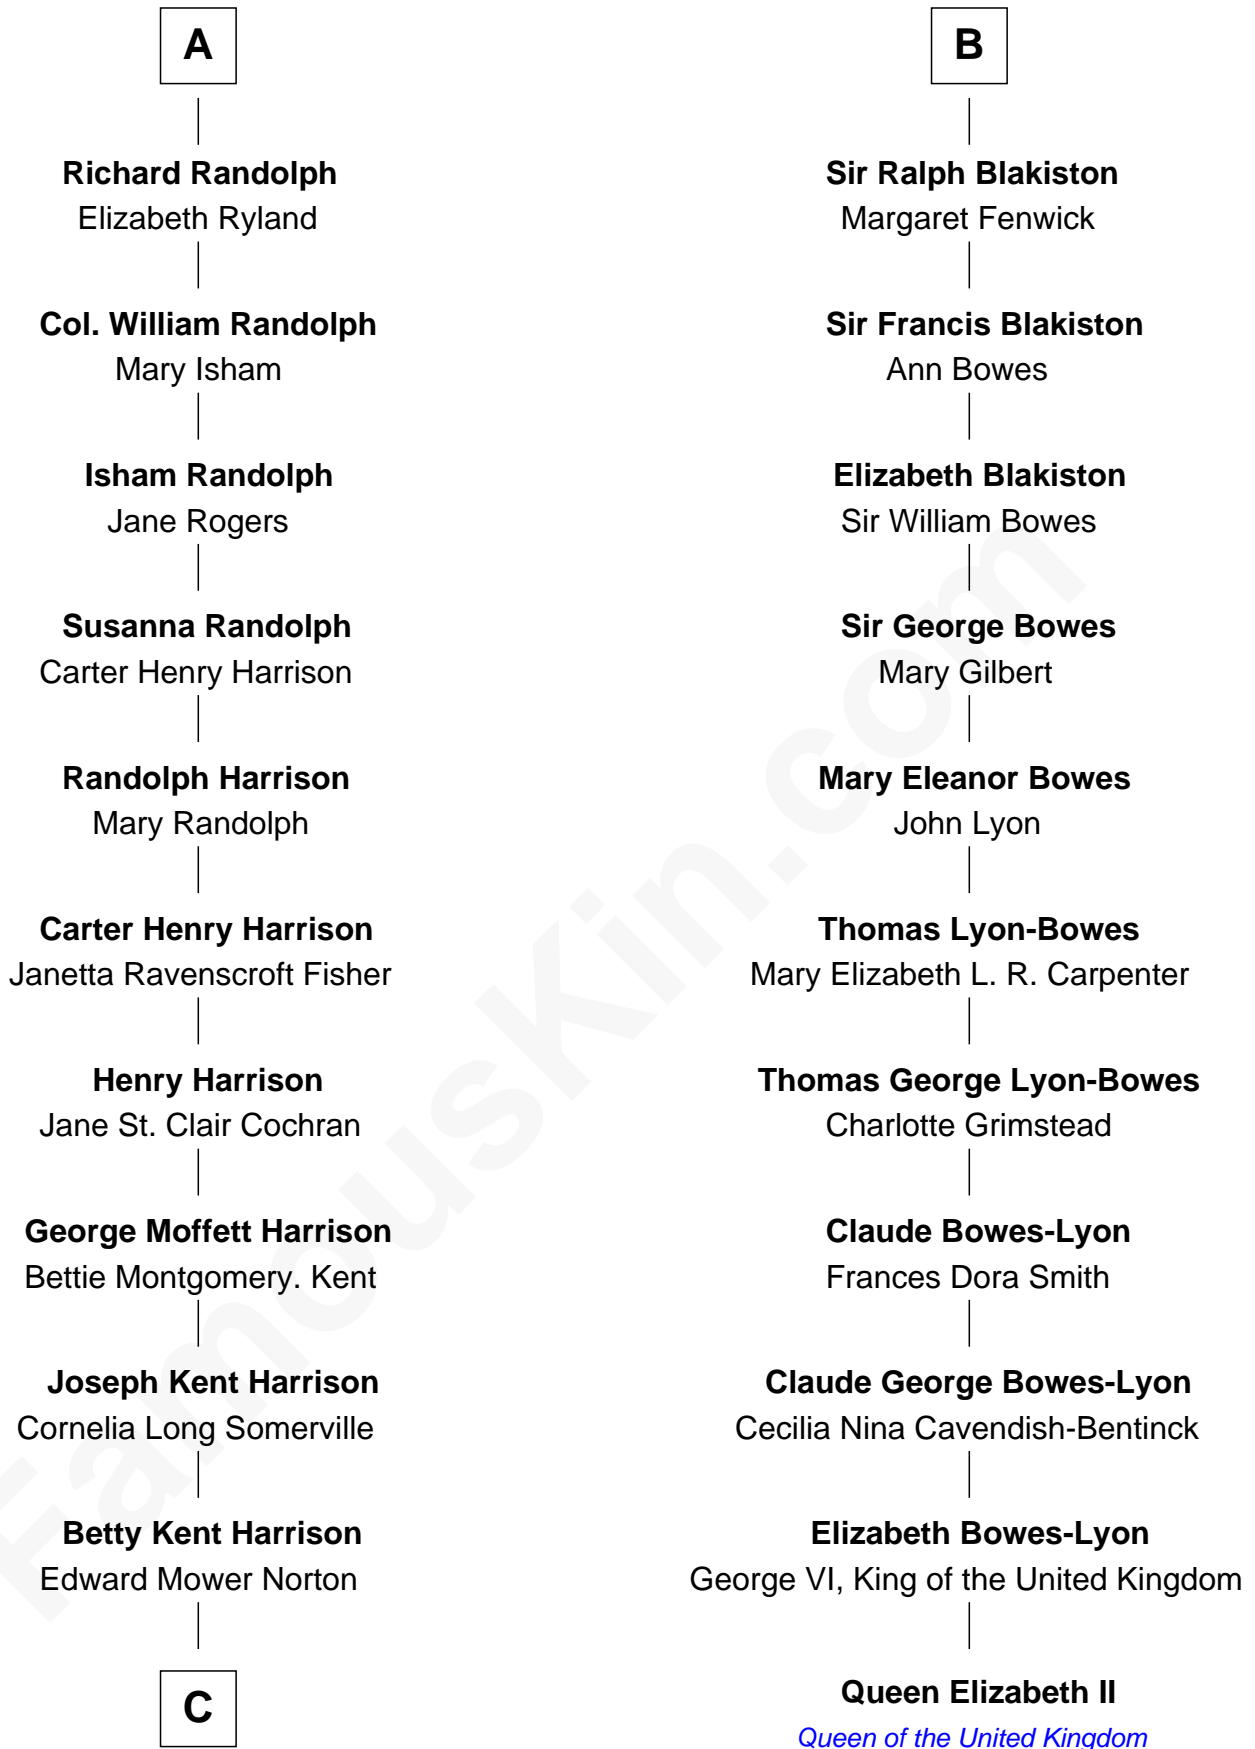 A
Richard Randolph
Elizabeth Ryland
Col. William Randolph
Mary Isham
Isham Randolph
Jane Rogers
Susanna Randolph
Carter Henry Harrison
Randolph Harrison
Mary Randolph
Carter Henry Harrison
Janetta Ravenscroft Fisher
Henry Harrison
Jane St. Clair Cochran
George Moffett Harrison
Bettie Montgomery. Kent
Joseph Kent Harrison
Cornelia Long Somerville
Betty Kent Harrison
Edward Mower Norton
C
B
Sir Ralph Blakiston
Margaret Fenwick
Sir Francis Blakiston
Ann Bowes
Elizabeth Blakiston
Sir William Bowes
Sir George Bowes
Mary Gilbert
Mary Eleanor Bowes
John Lyon
Thomas Lyon-Bowes
Mary Elizabeth L. R. Carpenter
Thomas George Lyon-Bowes
Charlotte Grimstead
Claude Bowes-Lyon
Frances Dora Smith
Claude George Bowes-Lyon
Cecilia Nina Cavendish-Bentinck
Elizabeth Bowes-Lyon
George VI, King of the United Kingdom
Queen Elizabeth II
Queen of the United Kingdom
FamousKin.com